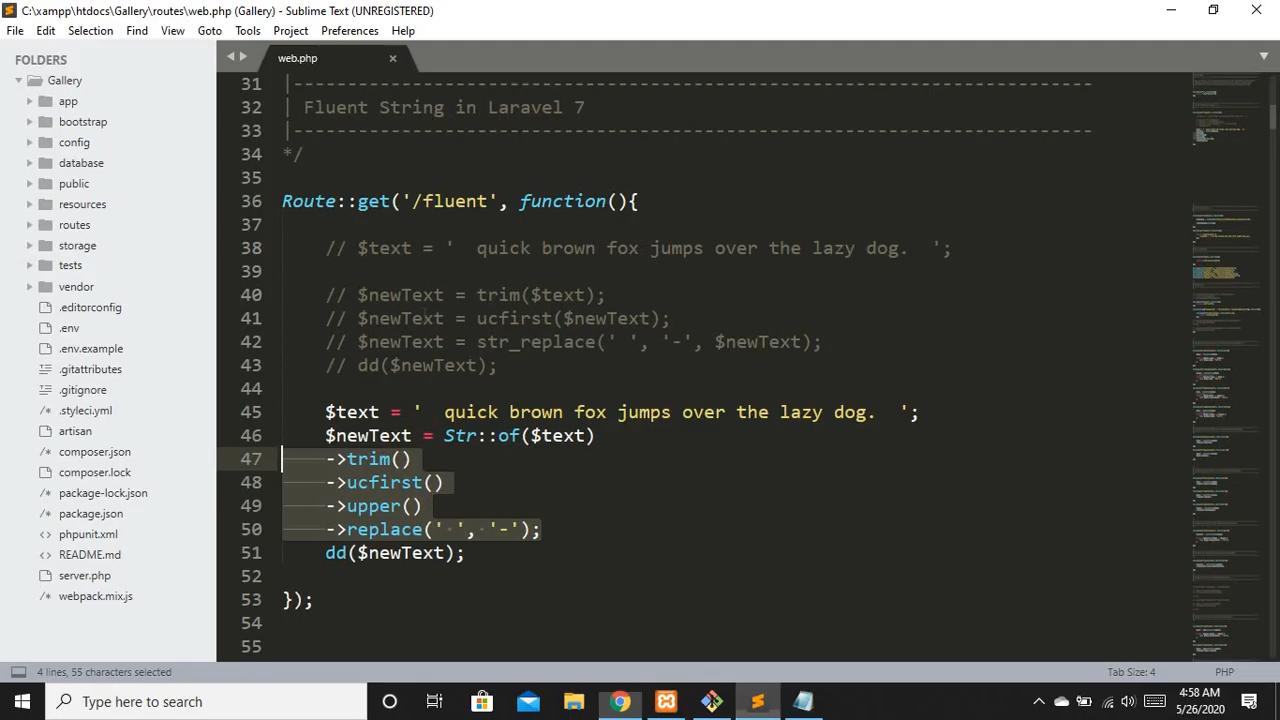 C:\xampp\htdocs\Gallery\routes\web.php (Gallery) - Sublime Text (UNREGISTERED)
File Edit Selection Find View Goto Tools Project Preferences Help
FOLDERS
Gallery
app
bootstrap
config
database
public
resources
routes
storage
tests
vendor
.editorconfig
.env
.env.example
.gitattributes
.gitignore
.styleci.yml
artisan
composer.json
composer.lock
package-lock.json
package.json
phpunit.xml
README.md
server.php
webpack.mix.js
web.php
31 |--------------------------------------------------------------------------
32 | Fluent String in Laravel 7
33 |--------------------------------------------------------------------------
34 */
35
36 Route::get('/fluent', function(){
37
38 // $text = '  quick brown fox jumps over the lazy dog.  ';
39
40 // $newText = trim($text);
41 // $newText = ucfirst($newText);
42 // $newText = str_replace(' ', '-', $newText);
43 // dd($newText);
44
45 $text = '  quick brown fox jumps over the lazy dog.  ';
46 $newText = Str::of($text)
47 ->trim()
48 ->ucfirst()
49 ->upper()
50 ->replace(' ', '-');
51 dd($newText);
52
53 });
54
55
4 lines, 55 characters selected
Tab Size: 4
PHP
Type here to search
4:58 AM
5/26/2020